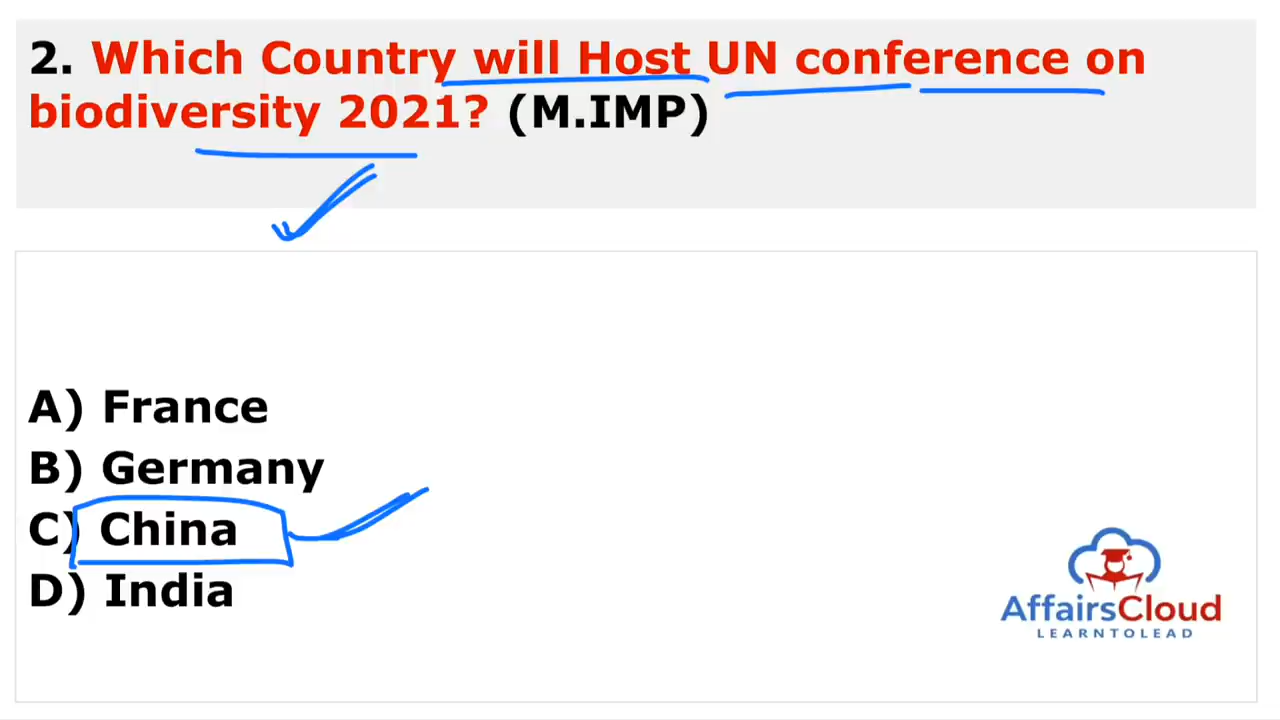 2. Which Country will Host UN conference on
biodiversity 2021? (M.IMP)
A) France
B) Germany
C) China
D) India
AffairsCloud
LEARNTOLEAD